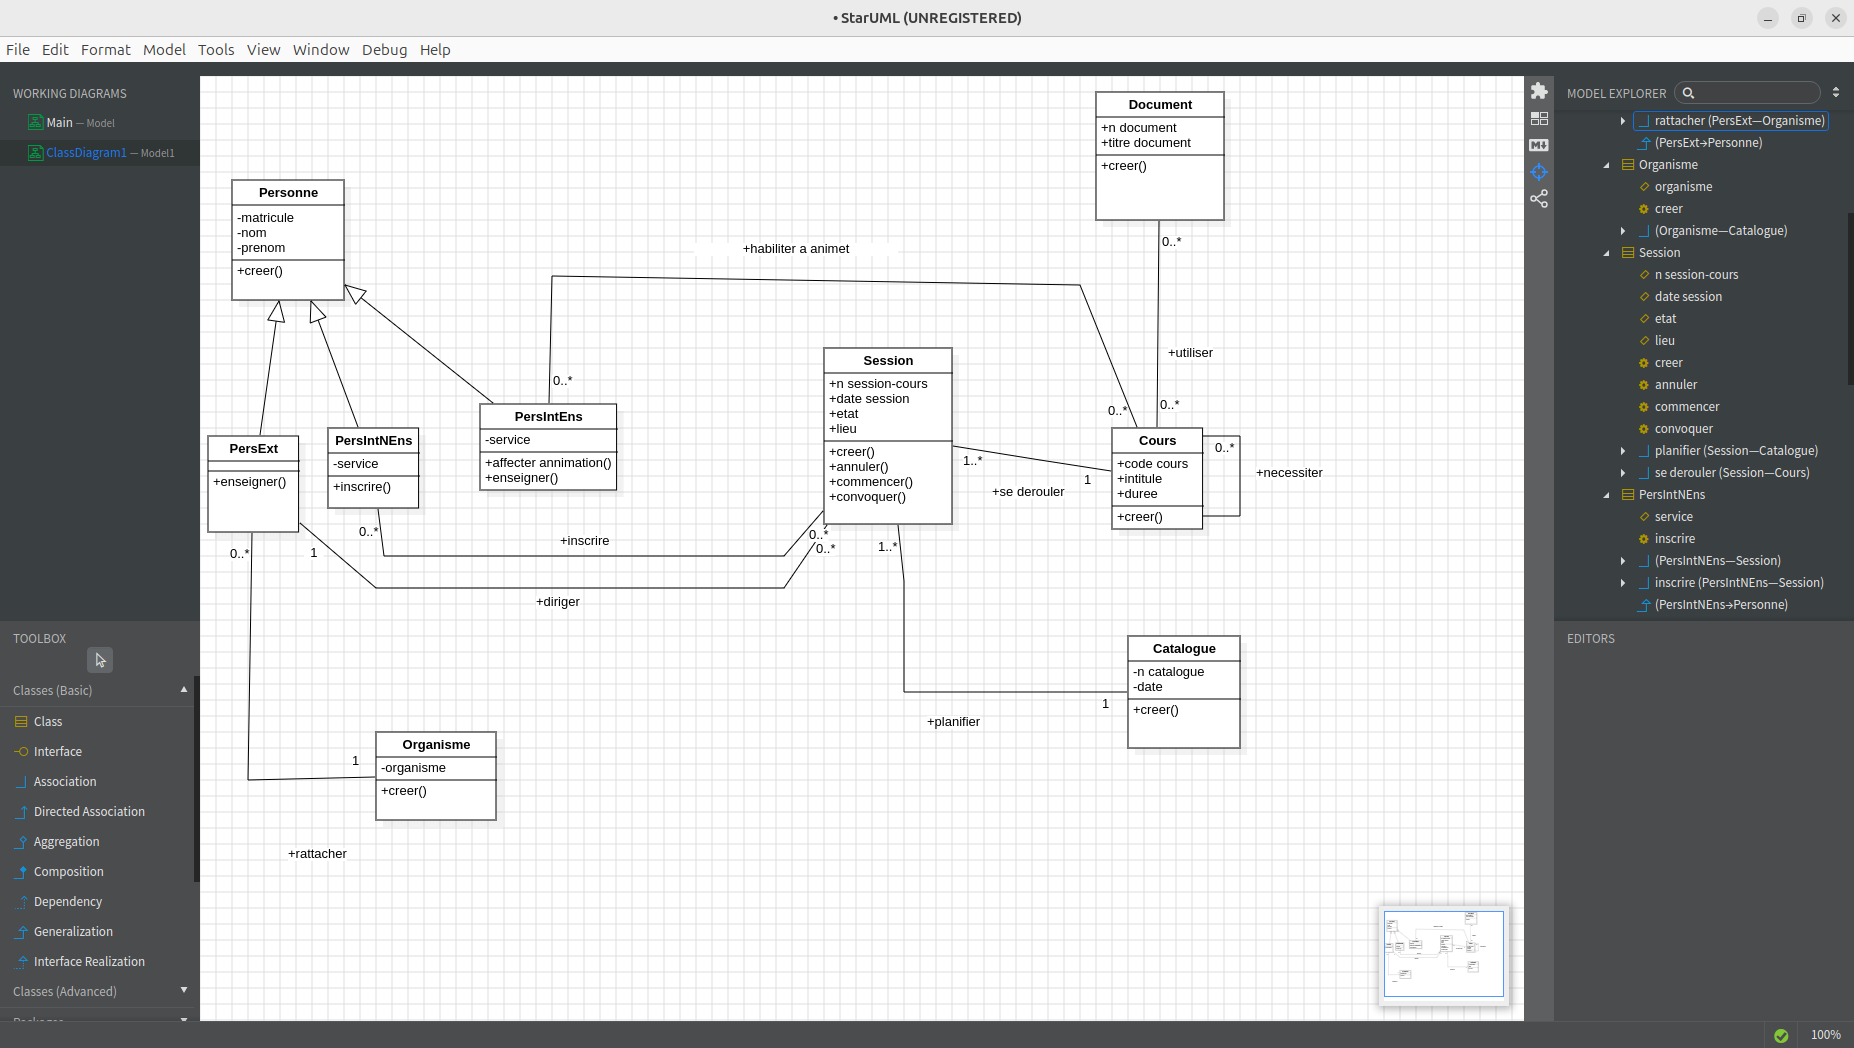 • StarUML (UNREGISTERED)
File Edit Format Model Tools View Window Debug Help
WORKING DIAGRAMS
Main — Model
ClassDiagram1 — Model1
TOOLBOX
Classes (Basic)
Class
Interface
Association
Directed Association
Aggregation
Composition
Dependency
Generalization
Interface Realization
Classes (Advanced)
Document
+n document
+titre document
+creer()
Personne
-matricule
-nom
-prenom
+creer()
+habiliter a animet
0..*
0..*
+utiliser
0..*
0..*
Session
+n session-cours
+date session
+etat
+lieu
+creer()
+annuler()
+commencer()
+convoquer()
PersIntEns
-service
+affecter annimation()
+enseigner()
PersIntNEns
-service
+inscrire()
PersExt
+enseigner()
Cours
+code cours
+intitule
+duree
+creer()
0..*
+necessiter
1..*
+se derouler
1
0..*
+inscrire
0..*
0..*
1..*
0..*
1
+diriger
Catalogue
-n catalogue
-date
+creer()
1
+planifier
Organisme
-organisme
+creer()
1
+rattacher
MODEL EXPLORER
rattacher (PersExt—Organisme)
(PersExt→Personne)
Organisme
organisme
creer
(Organisme—Catalogue)
Session
n session-cours
date session
etat
lieu
creer
annuler
commencer
convoquer
planifier (Session—Catalogue)
se derouler (Session—Cours)
PersIntNEns
service
inscrire
(PersIntNEns—Session)
inscrire (PersIntNEns—Session)
(PersIntNEns→Personne)
EDITORS
100%